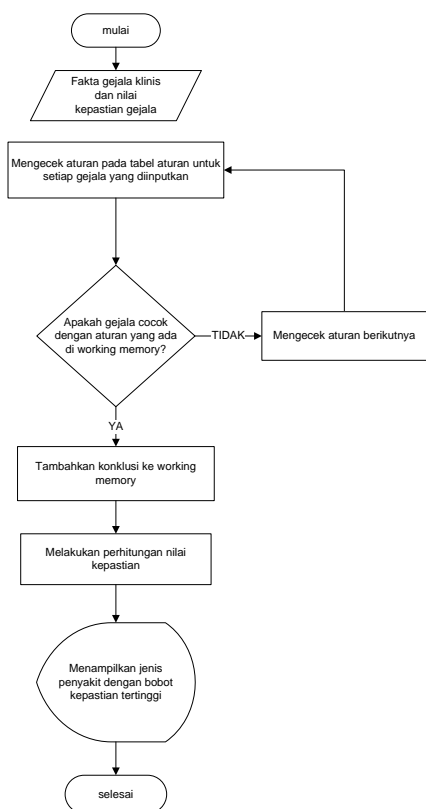 mulai
Fakta gejala klinis
dan nilai
kepastian gejala
Mengecek aturan pada tabel aturan untuk
setiap gejala yang diinputkan
Apakah gejala cocok
dengan aturan yang ada
di working memory?
TIDAK
Mengecek aturan berikutnya
YA
Tambahkan konklusi ke working
memory
Melakukan perhitungan nilai
kepastian
Menampilkan jenis
penyakit dengan bobot
kepastian tertinggi
selesai